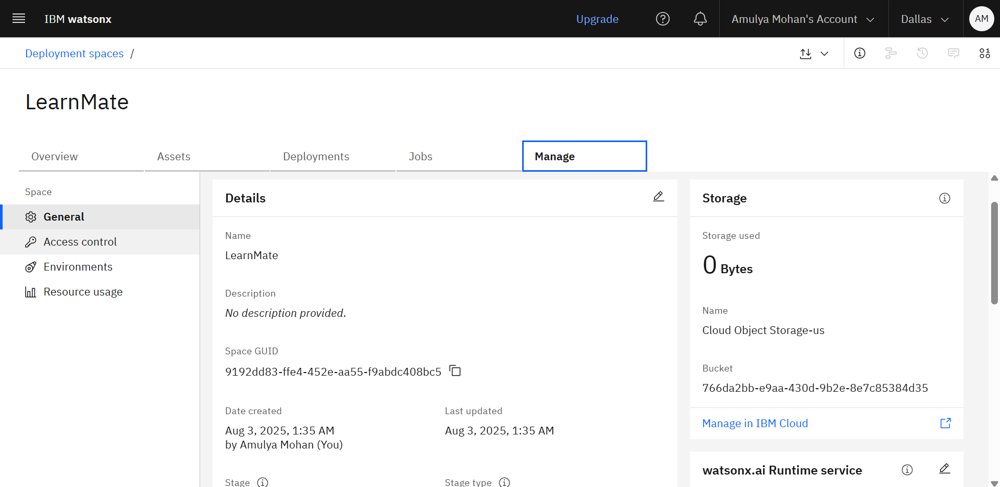 IBM watsonx
Upgrade
Amulya Mohan's Account
Dallas
AM
Deployment spaces /
LearnMate
Overview
Assets
Deployments
Jobs
Manage
Space
General
Access control
Environments
Resource usage
Details
Name
LearnMate
Description
No description provided.
Space GUID
9192dd83-ffe4-452e-aa55-f9abdc408bc5
Date created
Aug 3, 2025, 1:35 AM
by Amulya Mohan (You)
Last updated
Aug 3, 2025, 1:35 AM
Stage
Stage type
Storage
Storage used
0 Bytes
Name
Cloud Object Storage-us
Bucket
766da2bb-e9aa-430d-9b2e-8e7c85384d35
Manage in IBM Cloud
watsonx.ai Runtime service